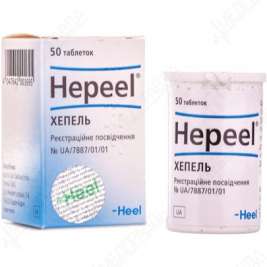 50 таблеток
Hepeel®
ХЕПЕЛЬ
Реєстраційне посвідчення
№ UA/7887/01/01
Heel
-Heel
50 таблеток
Hepeel®
ХЕПЕЛЬ
Реєстраційне посвідчення
№ UA/7887/01/01
UA
-Heel